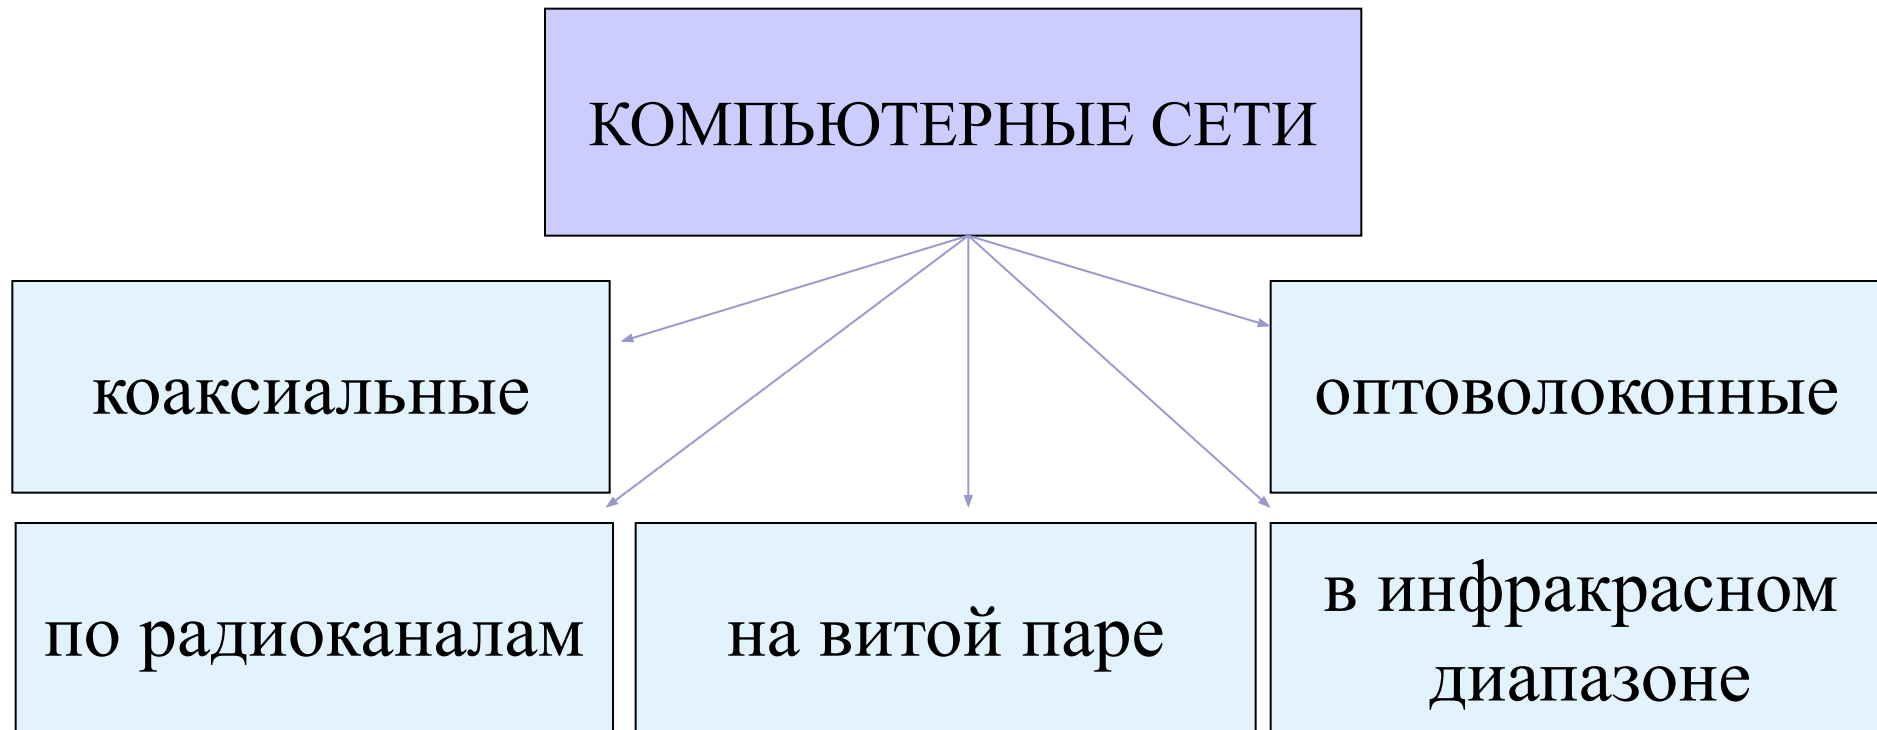 КОМПЬЮТЕРНЫЕ СЕТИ
коаксиальные
оптоволоконные
по радиоканалам
на витой паре
в инфракрасном
диапазоне